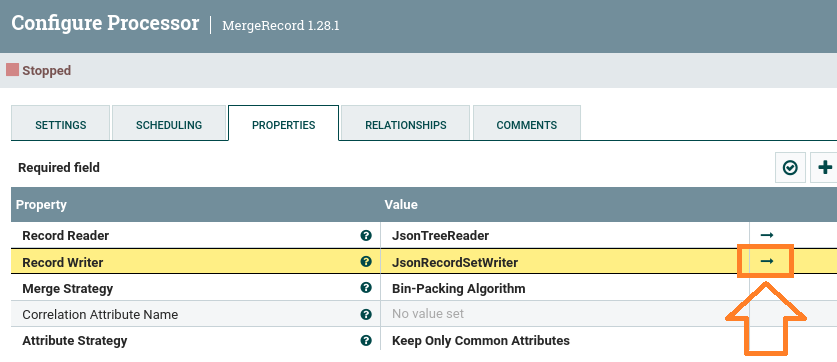 Configure Processor | MergeRecord 1.28.1
Stopped
SETTINGS SCHEDULING PROPERTIES RELATIONSHIPS COMMENTS
Required field
Property Value
Record Reader JsonTreeReader
Record Writer JsonRecordSetWriter
Merge Strategy Bin-Packing Algorithm
Correlation Attribute Name No value set
Attribute Strategy Keep Only Common Attributes